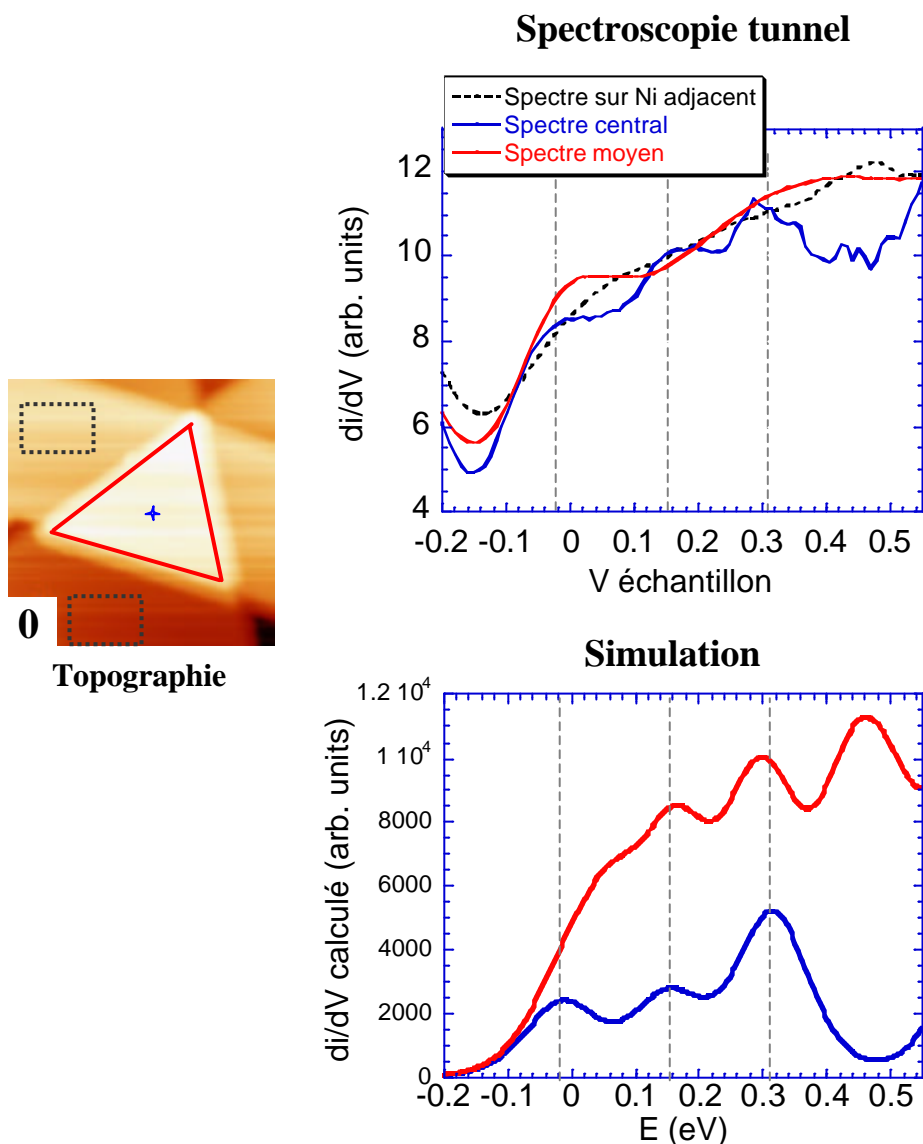 Spectroscopie tunnel
Spectre sur Ni adjacent
Spectre central
Spectre moyen
di/dV (arb. units)
12
10
8
6
4
-0.2 -0.1 0 0.1 0.2 0.3 0.4 0.5
V échantillon
0
Topographie
Simulation
di/dV calculé (arb. units)
1.2 10⁴
1 10⁴
8000
6000
4000
2000
0
-0.2 -0.1 0 0.1 0.2 0.3 0.4 0.5
E (eV)